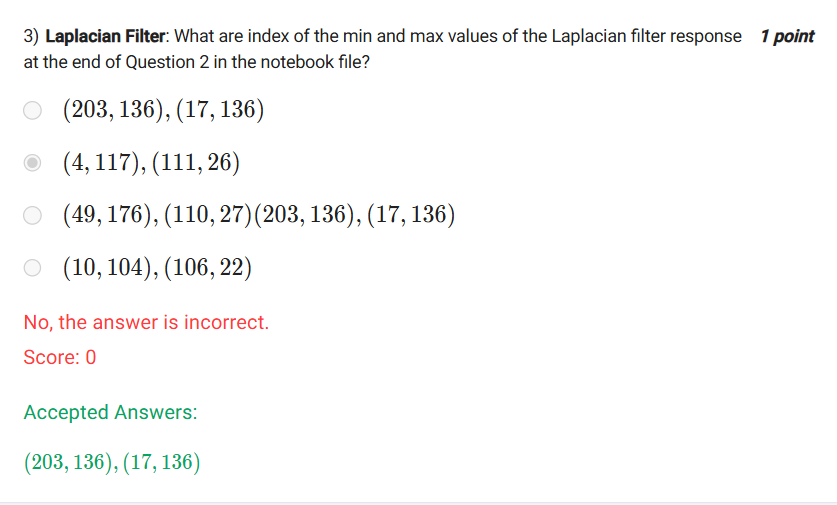 3) Laplacian Filter: What are index of the min and max values of the Laplacian filter response 1 point
at the end of Question 2 in the notebook file?
(203, 136), (17, 136)
(4, 117), (111, 26)
(49, 176), (110, 27)(203, 136), (17, 136)
(10, 104), (106, 22)
No, the answer is incorrect.
Score: 0
Accepted Answers:
(203, 136), (17, 136)